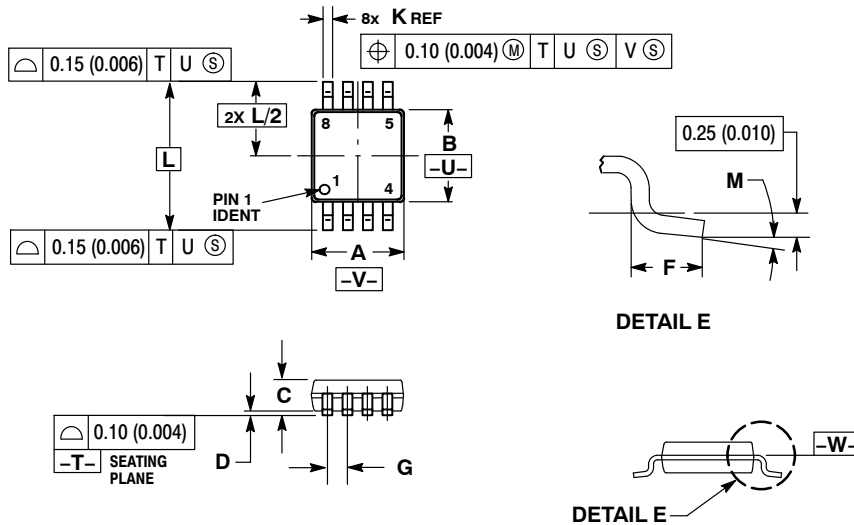 8x K REF
⌓ 0.15 (0.006) T U Ⓢ
⌖ 0.10 (0.004) Ⓜ T U Ⓢ V Ⓢ
2X L/2
8 5
B
–U–
L
1
4
PIN 1
IDENT
⌓ 0.15 (0.006) T U Ⓢ
A
–V–
0.25 (0.010)
M
F
DETAIL E
C
⌓ 0.10 (0.004)
–T– SEATING
PLANE
D
G
–W–
DETAIL E